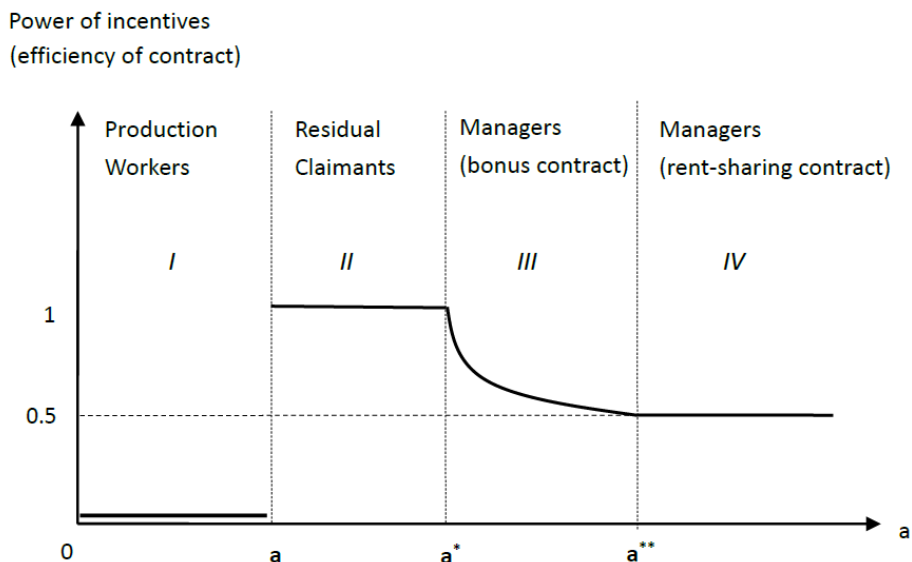 Power of incentives
(efficiency of contract)
Production
Workers
Residual
Claimants
Managers
(bonus contract)
Managers
(rent-sharing contract)
I
II
III
IV
1
0.5
0
a
a*
a**
a